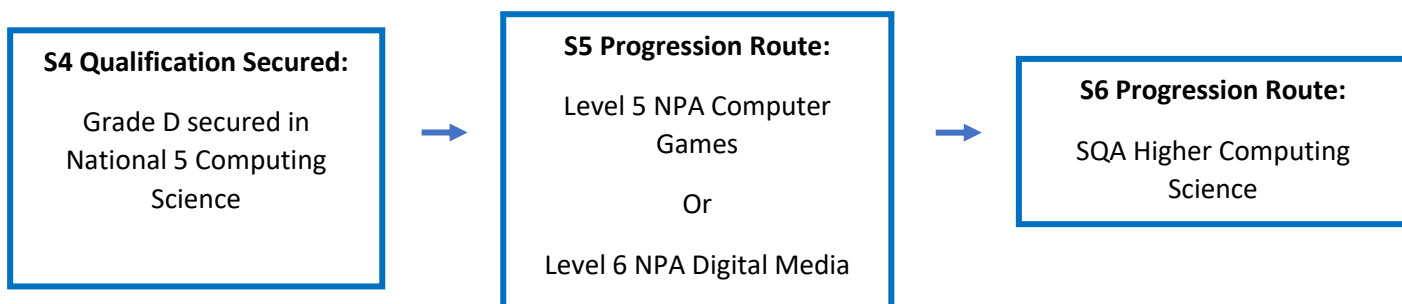 S4 Qualification Secured:
Grade D secured in
National 5 Computing
Science
S5 Progression Route:
Level 5 NPA Computer
Games
Or
Level 6 NPA Digital Media
S6 Progression Route:
SQA Higher Computing
Science